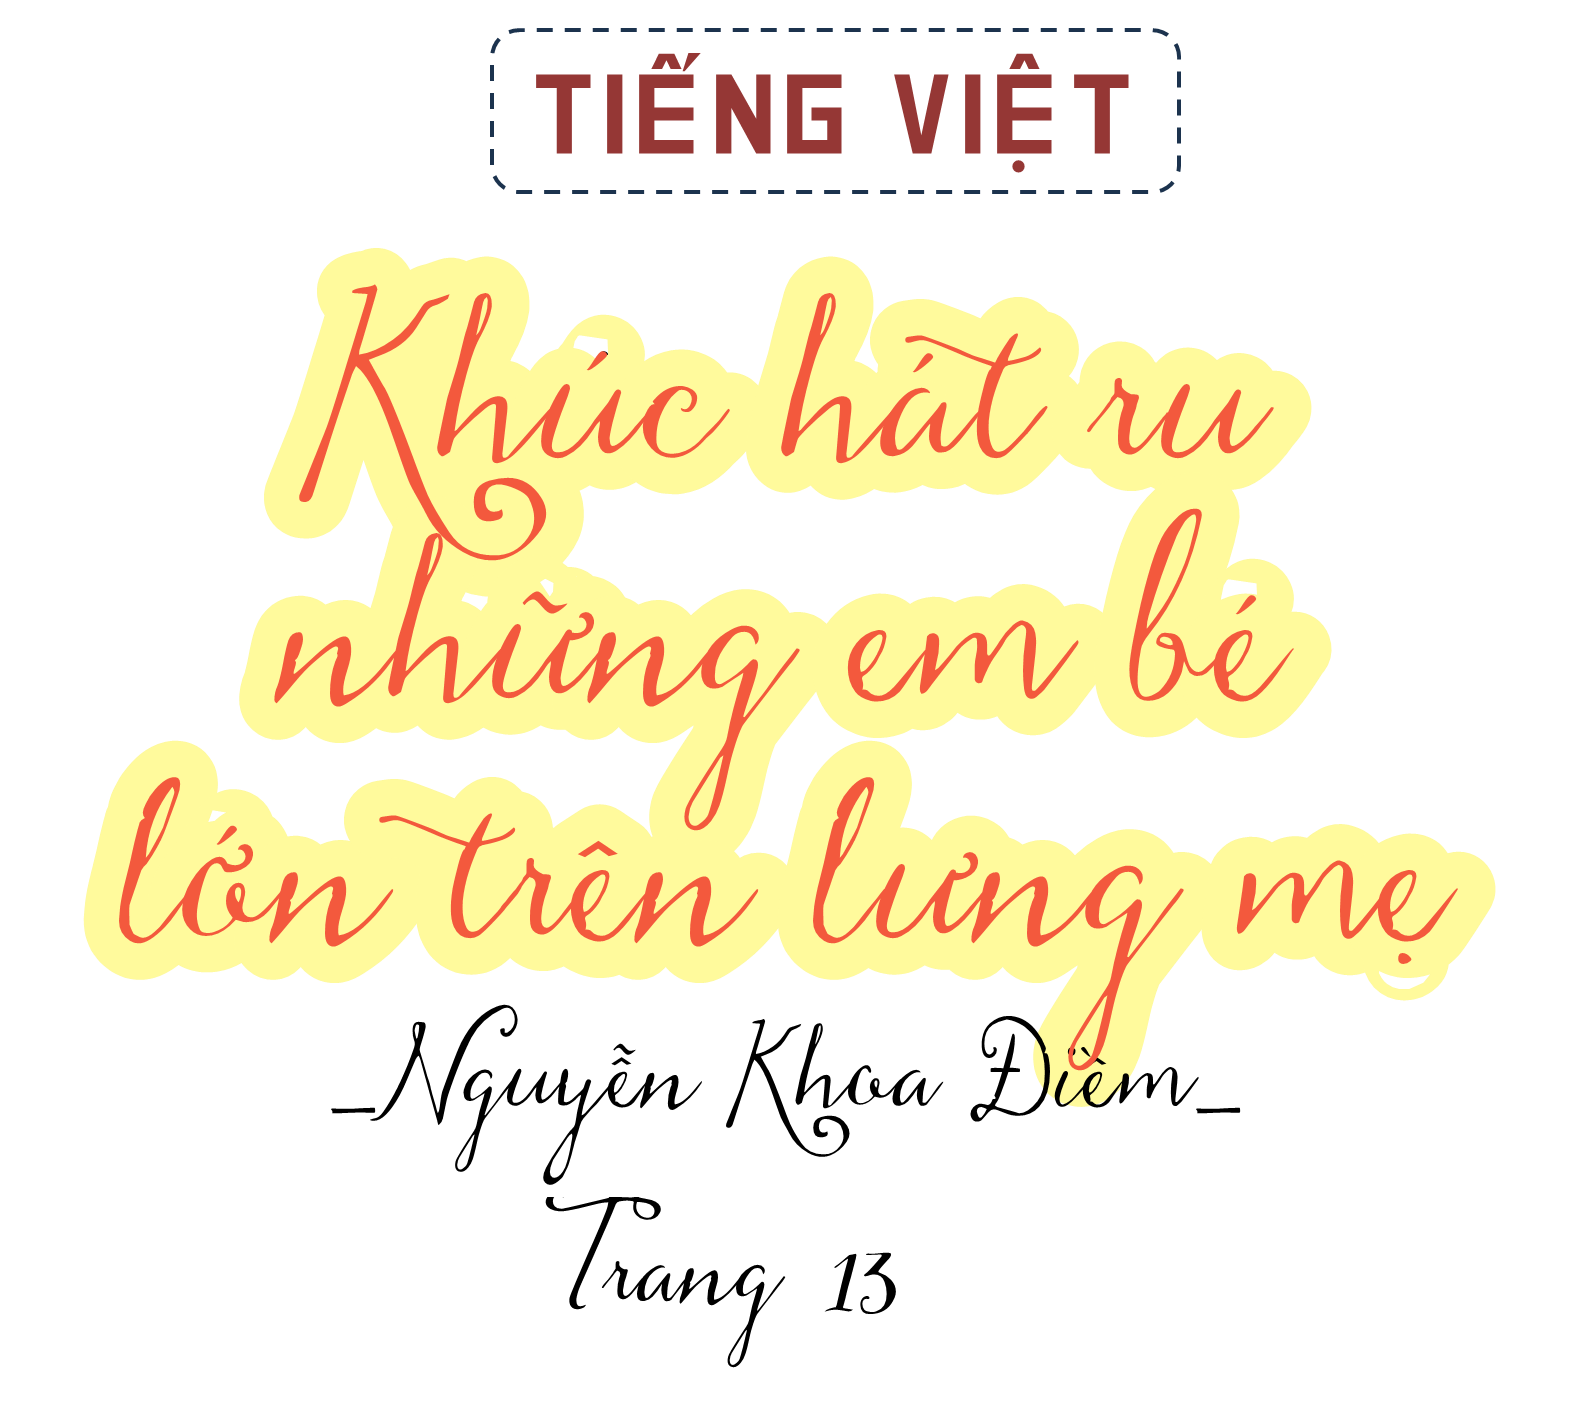 TIẾNG VIỆT
Khúc hát ru
những em bé
lớn trên lưng mẹ
_Nguyễn Khoa Điềm_
Trang 13